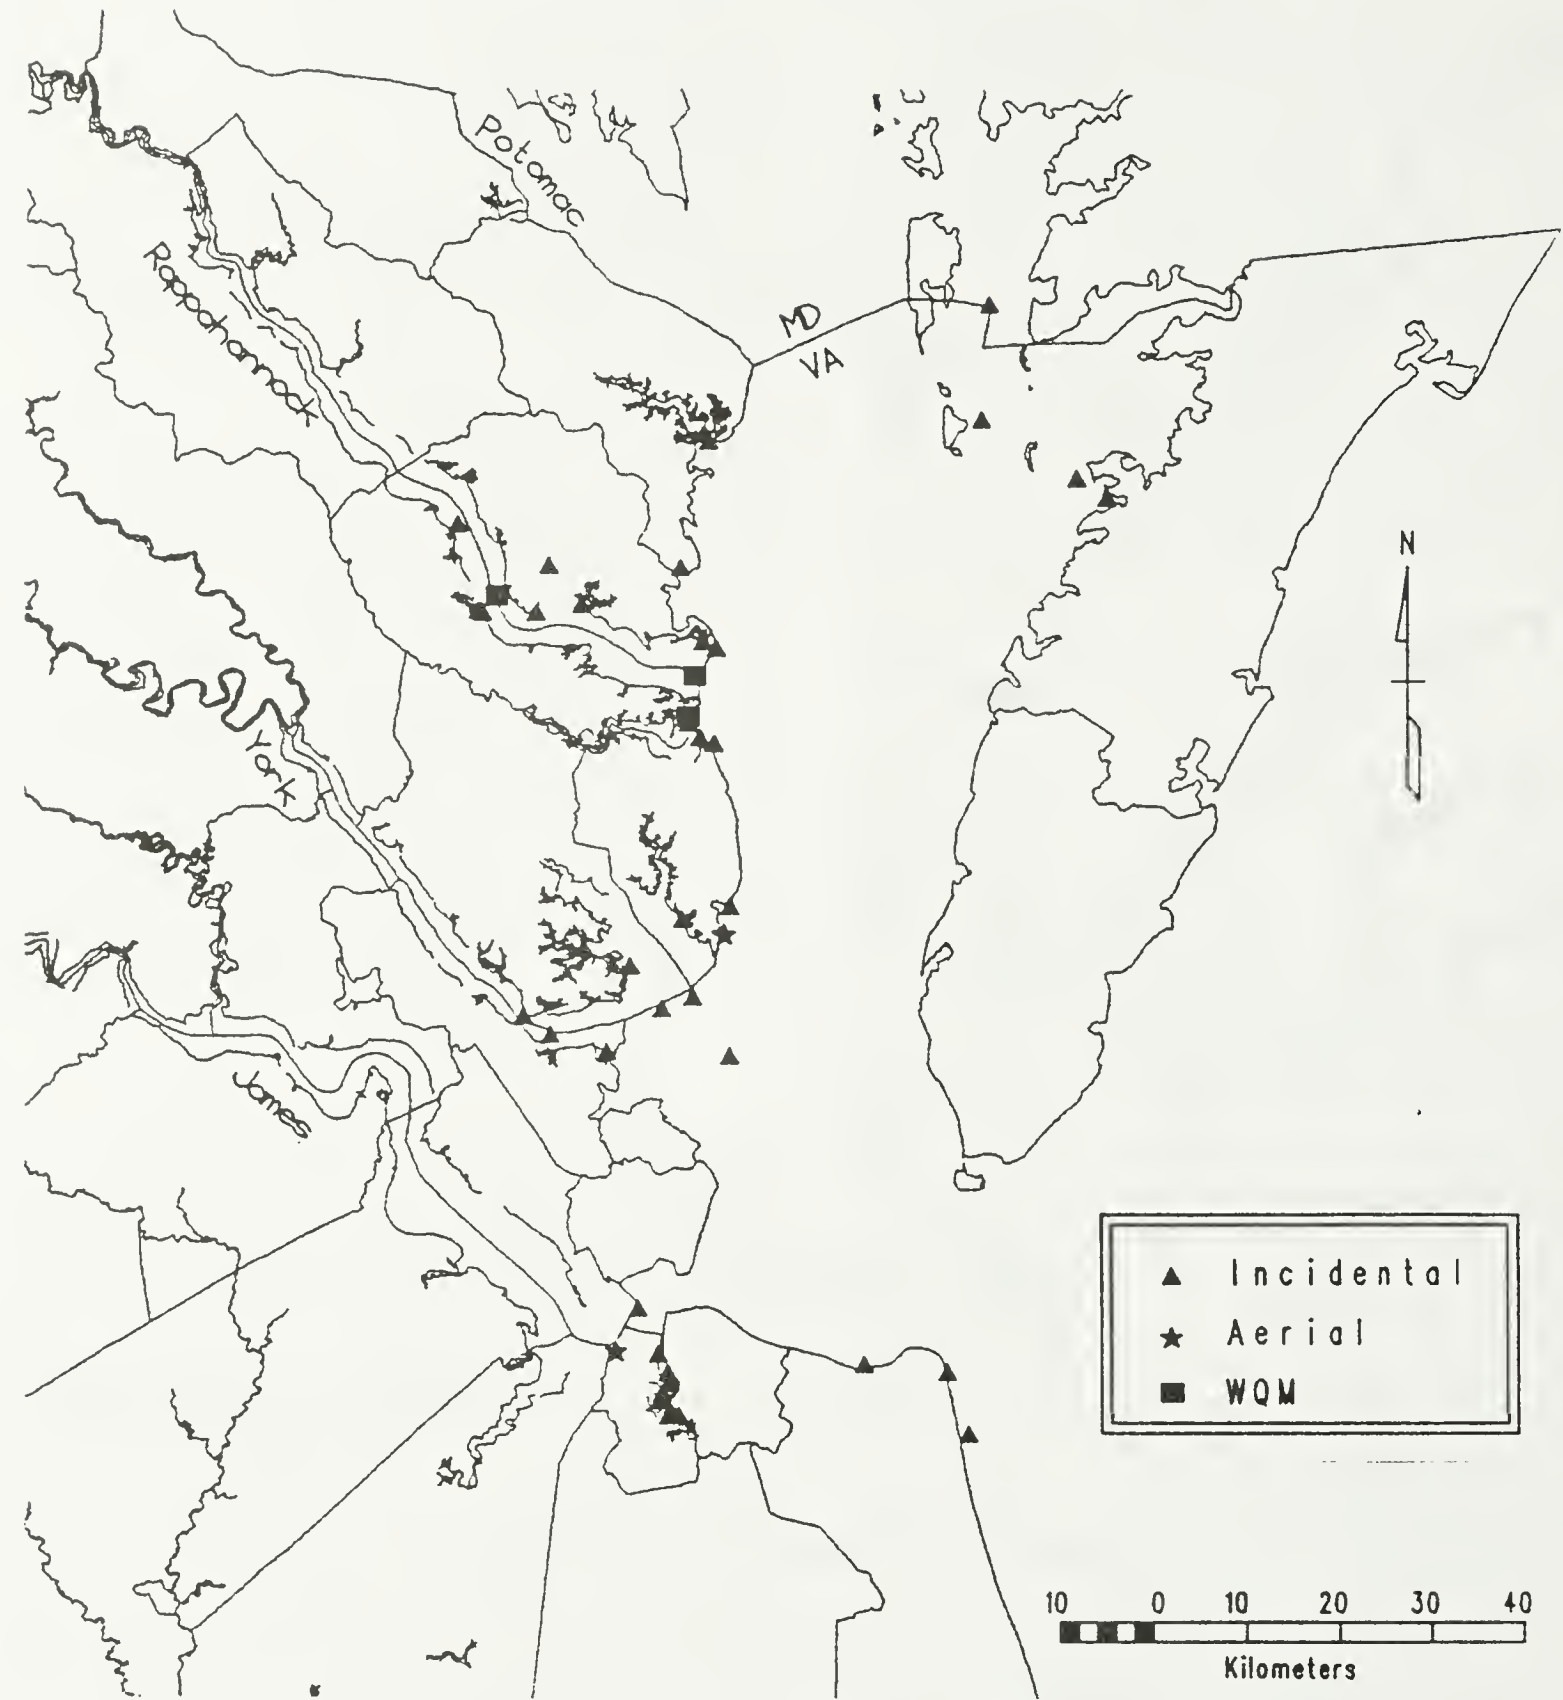 Potomac
Rappahannock
MD
VA
N
York
James
Incidental
Aerial
WQM
10 0 10 20 30 40
Kilometers